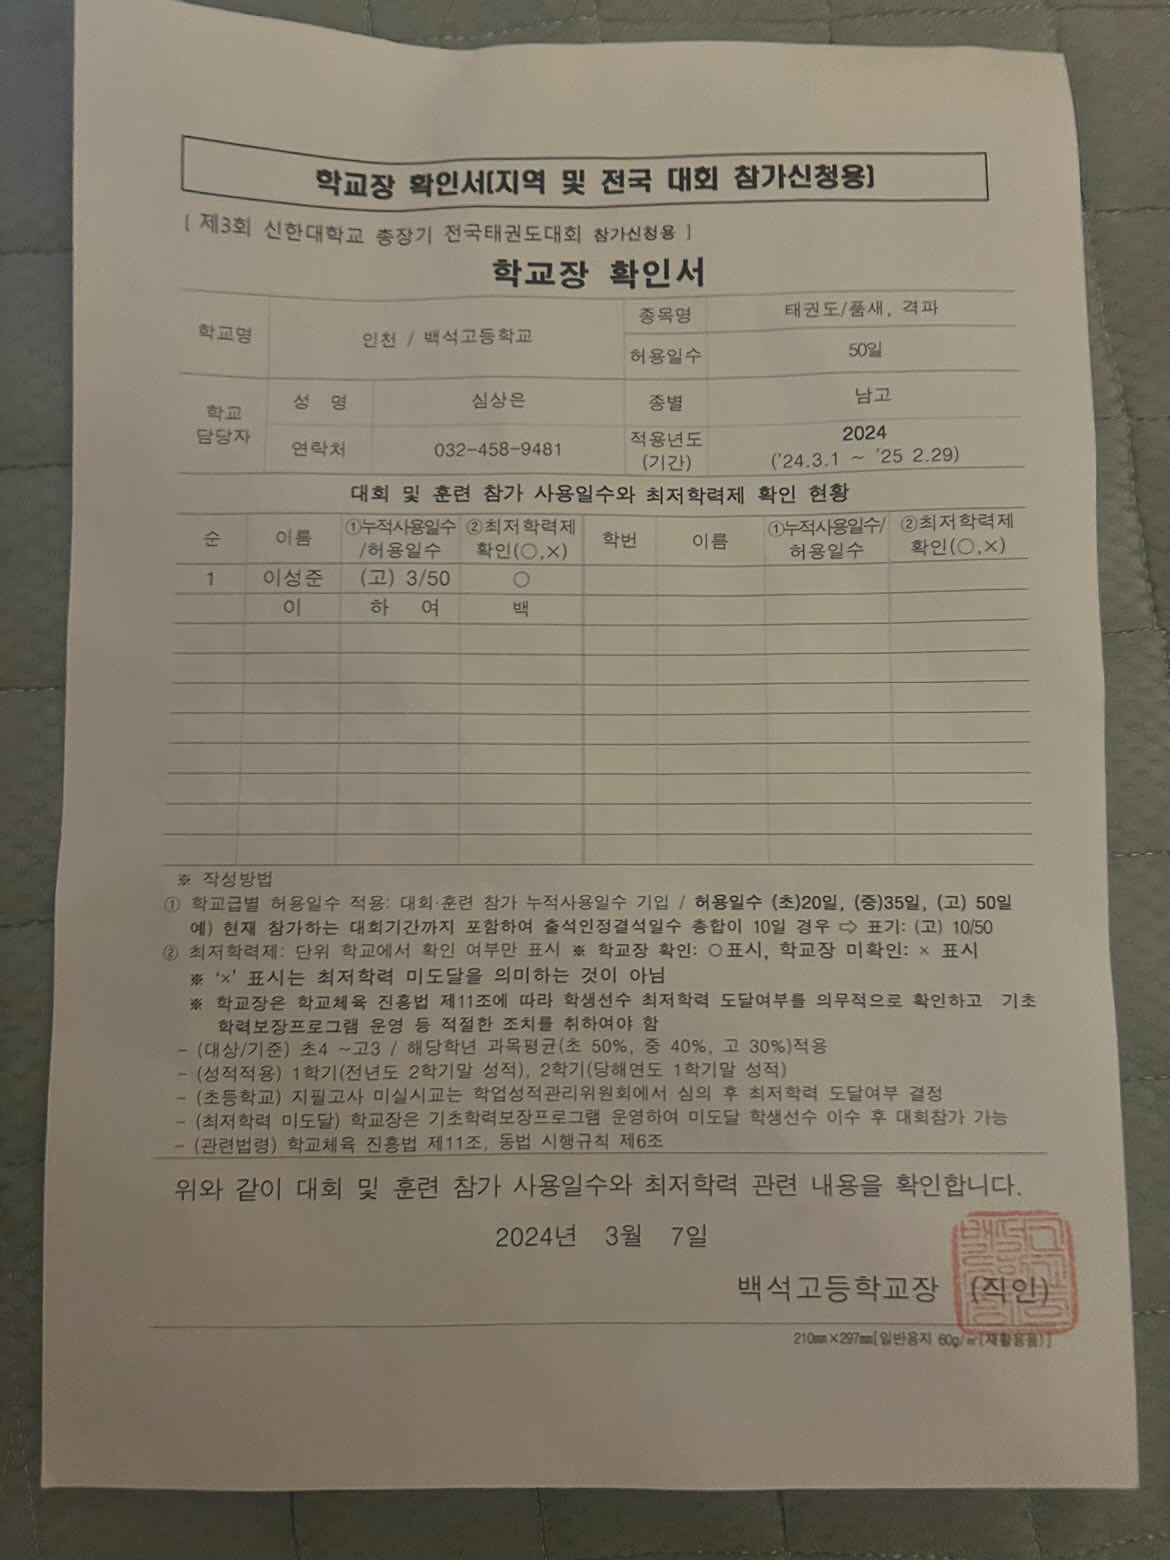 학교장 확인서(지역 및 전국 대회 참가신청용)
[ 제3회 신한대학교 총장기 전국태권도대회 참가신청용 ]
학교장 확인서
학교명 인천 / 백석고등학교 종목명 태권도/품새, 격파
허용일수 50일
학교 담당자 성 명 심상은 종별 남고
연락처 032-458-9481 적용년도 (기간) 2024 ('24.3.1 ~ '25 2.29)
대회 및 훈련 참가 사용일수와 최저학력제 확인 현황
순 이름 ①누적사용일수 /허용일수 ②최저학력제 확인(○,×) 학번 이름 ①누적사용일수/ 허용일수 ②최저학력제 확인(○,×)
1 이성준 (고) 3/50 ○
이 하 여 백
※ 작성방법
① 학교급별 허용일수 적용: 대회·훈련 참가 누적사용일수 기입 / 허용일수 (초)20일, (중)35일, (고) 50일
예) 현재 참가하는 대회기간까지 포함하여 출석인정결석일수 총합이 10일 경우 ⇨ 표기: (고) 10/50
② 최저학력제: 단위 학교에서 확인 여부만 표시 ※ 학교장 확인: ○표시, 학교장 미확인: × 표시
※ '×' 표시는 최저학력 미도달을 의미하는 것이 아님
※ 학교장은 학교체육 진흥법 제11조에 따라 학생선수 최저학력 도달여부를 의무적으로 확인하고 기초
학력보장프로그램 운영 등 적절한 조치를 취하여야 함
- (대상/기준) 초4 ~고3 / 해당학년 과목평균(초 50%, 중 40%, 고 30%)적용
- (성적적용) 1학기(전년도 2학기말 성적), 2학기(당해연도 1학기말 성적)
- (초등학교) 지필고사 미실시교는 학업성적관리위원회에서 심의 후 최저학력 도달여부 결정
- (최저학력 미도달) 학교장은 기초학력보장프로그램 운영하여 미도달 학생선수 이수 후 대회참가 가능
- (관련법령) 학교체육 진흥법 제11조, 동법 시행규칙 제6조
위와 같이 대회 및 훈련 참가 사용일수와 최저학력 관련 내용을 확인합니다.
2024년 3월 7일
백석고등학교장 (직인)
210㎜×297㎜[일반용지 60g/㎡(재활용품)]